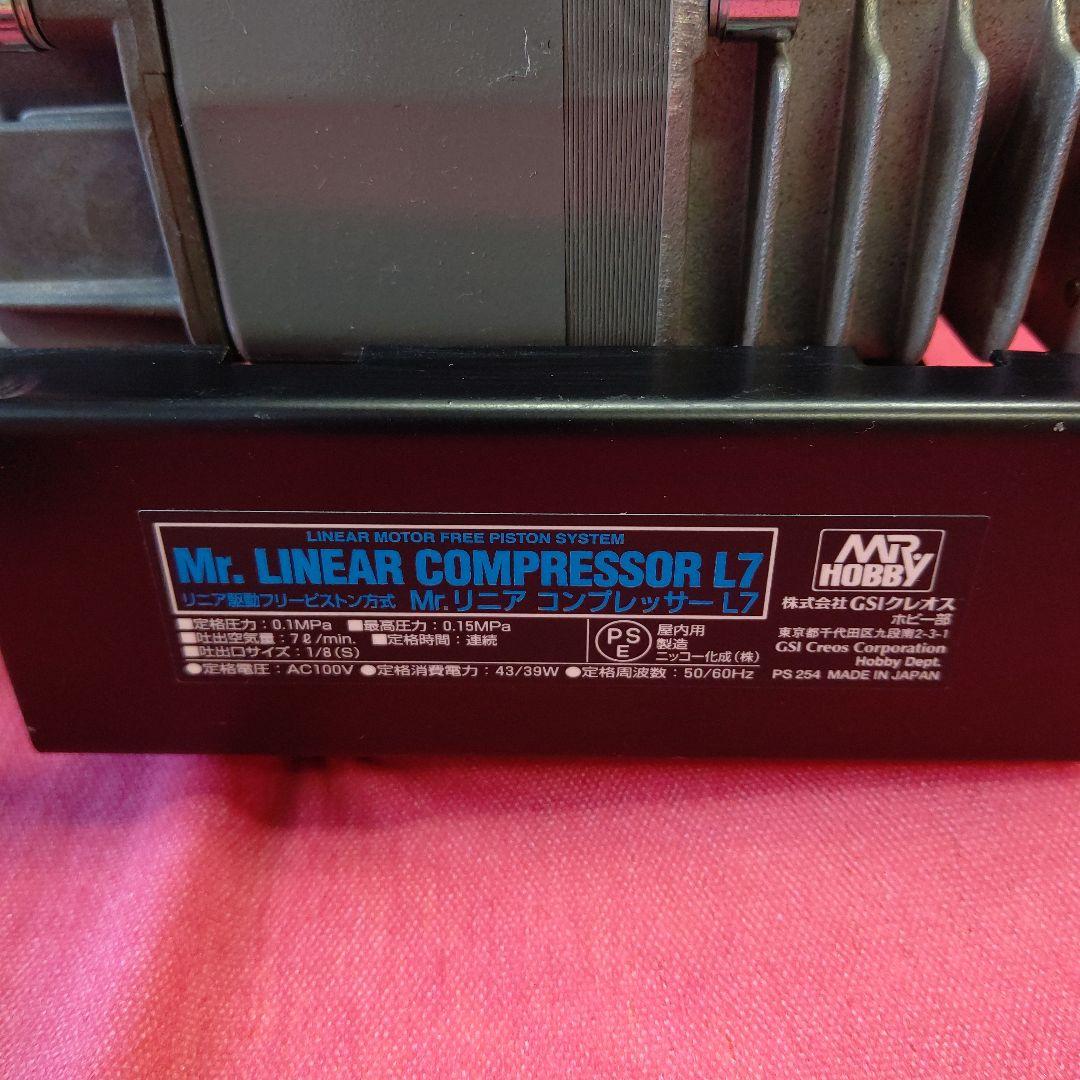 LINEAR MOTOR FREE PISTON SYSTEM
Mr. LINEAR COMPRESSOR L7
リニア駆動フリーピストン方式 Mr.リニア コンプレッサー L7
■定格圧力:0.1MPa ■最高圧力:0.15MPa
■吐出空気量:7ℓ/min. ■定格時間:連続
■吐出口サイズ:1/8(S)
●定格電圧:AC100V ●定格消費電力:43/39W ●定格周波数:50/60Hz
PS
E
屋内用
製造
ニッコー化成(株)
MR.
HOBBY
株式会社 GSIクレオス
ホビー部
東京都千代田区九段南2-3-1
GSI Creos Corporation
Hobby Dept.
PS 254 MADE IN JAPAN